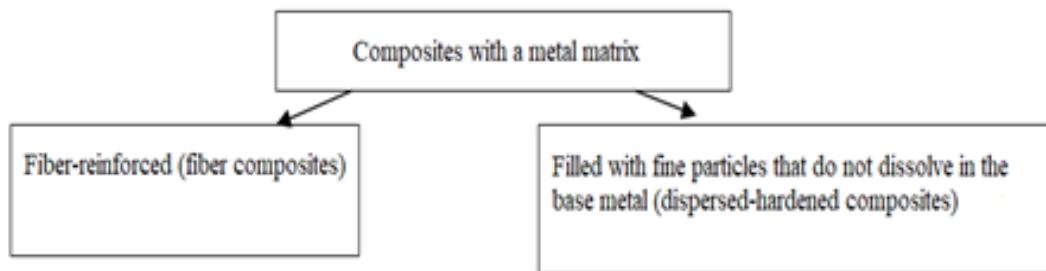 Composites with a metal matrix
Fiber-reinforced (fiber composites)
Filled with fine particles that do not dissolve in the
base metal (dispersed-hardened composites)